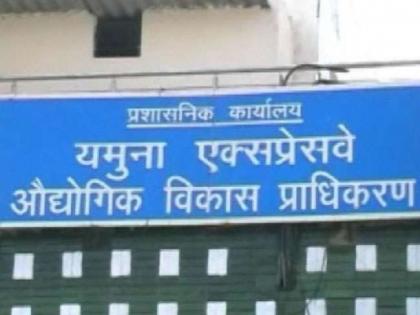 प्रशासनिक कार्यालय
यमुना एक्सप्रेसवे
औद्योगिक विकास प्राधिकरण